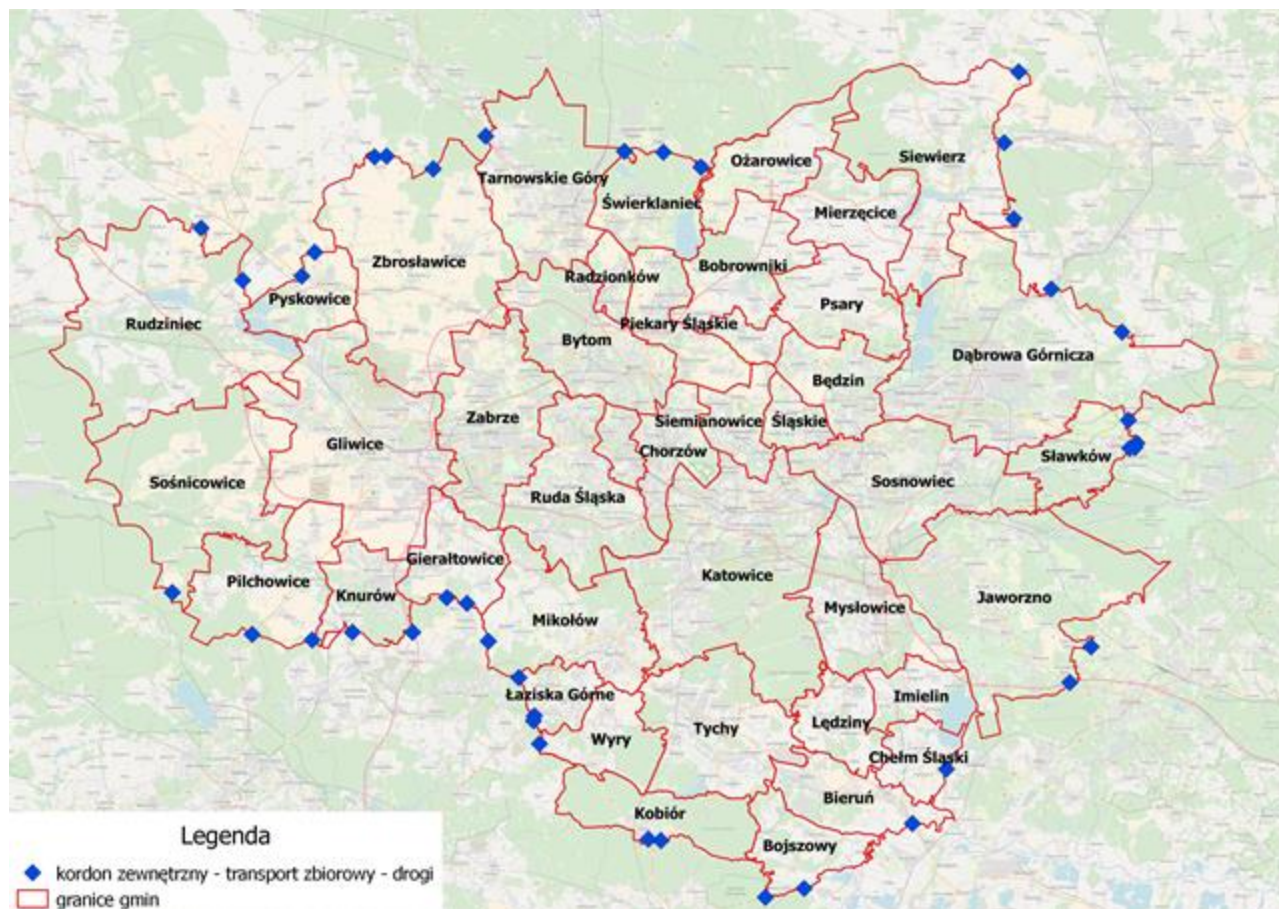 Ożarowice
Siewierz
Tarnowskie Góry
Świerklaniec
Mierzęcice
Zbrosławice
Radzionków
Bobrowniki
Pyskowice
Psary
Rudziniec
Piekary Śląskie
Bytom
Dąbrowa Górnicza
Będzin
Zabrze
Siemianowice
Śląskie
Gliwice
Chorzów
Sławków
Sośnicowice
Sosnowiec
Ruda Śląska
Gierałtowice
Katowice
Pilchowice
Knurów
Jaworzno
Mysłowice
Mikołów
Łaziska Górne
Imielin
Lędziny
Tychy
Wyry
Chełm Śląski
Bieruń
Kobiór
Bojszowy
Legenda
kordon zewnętrzny - transport zbiorowy - drogi
granice gmin